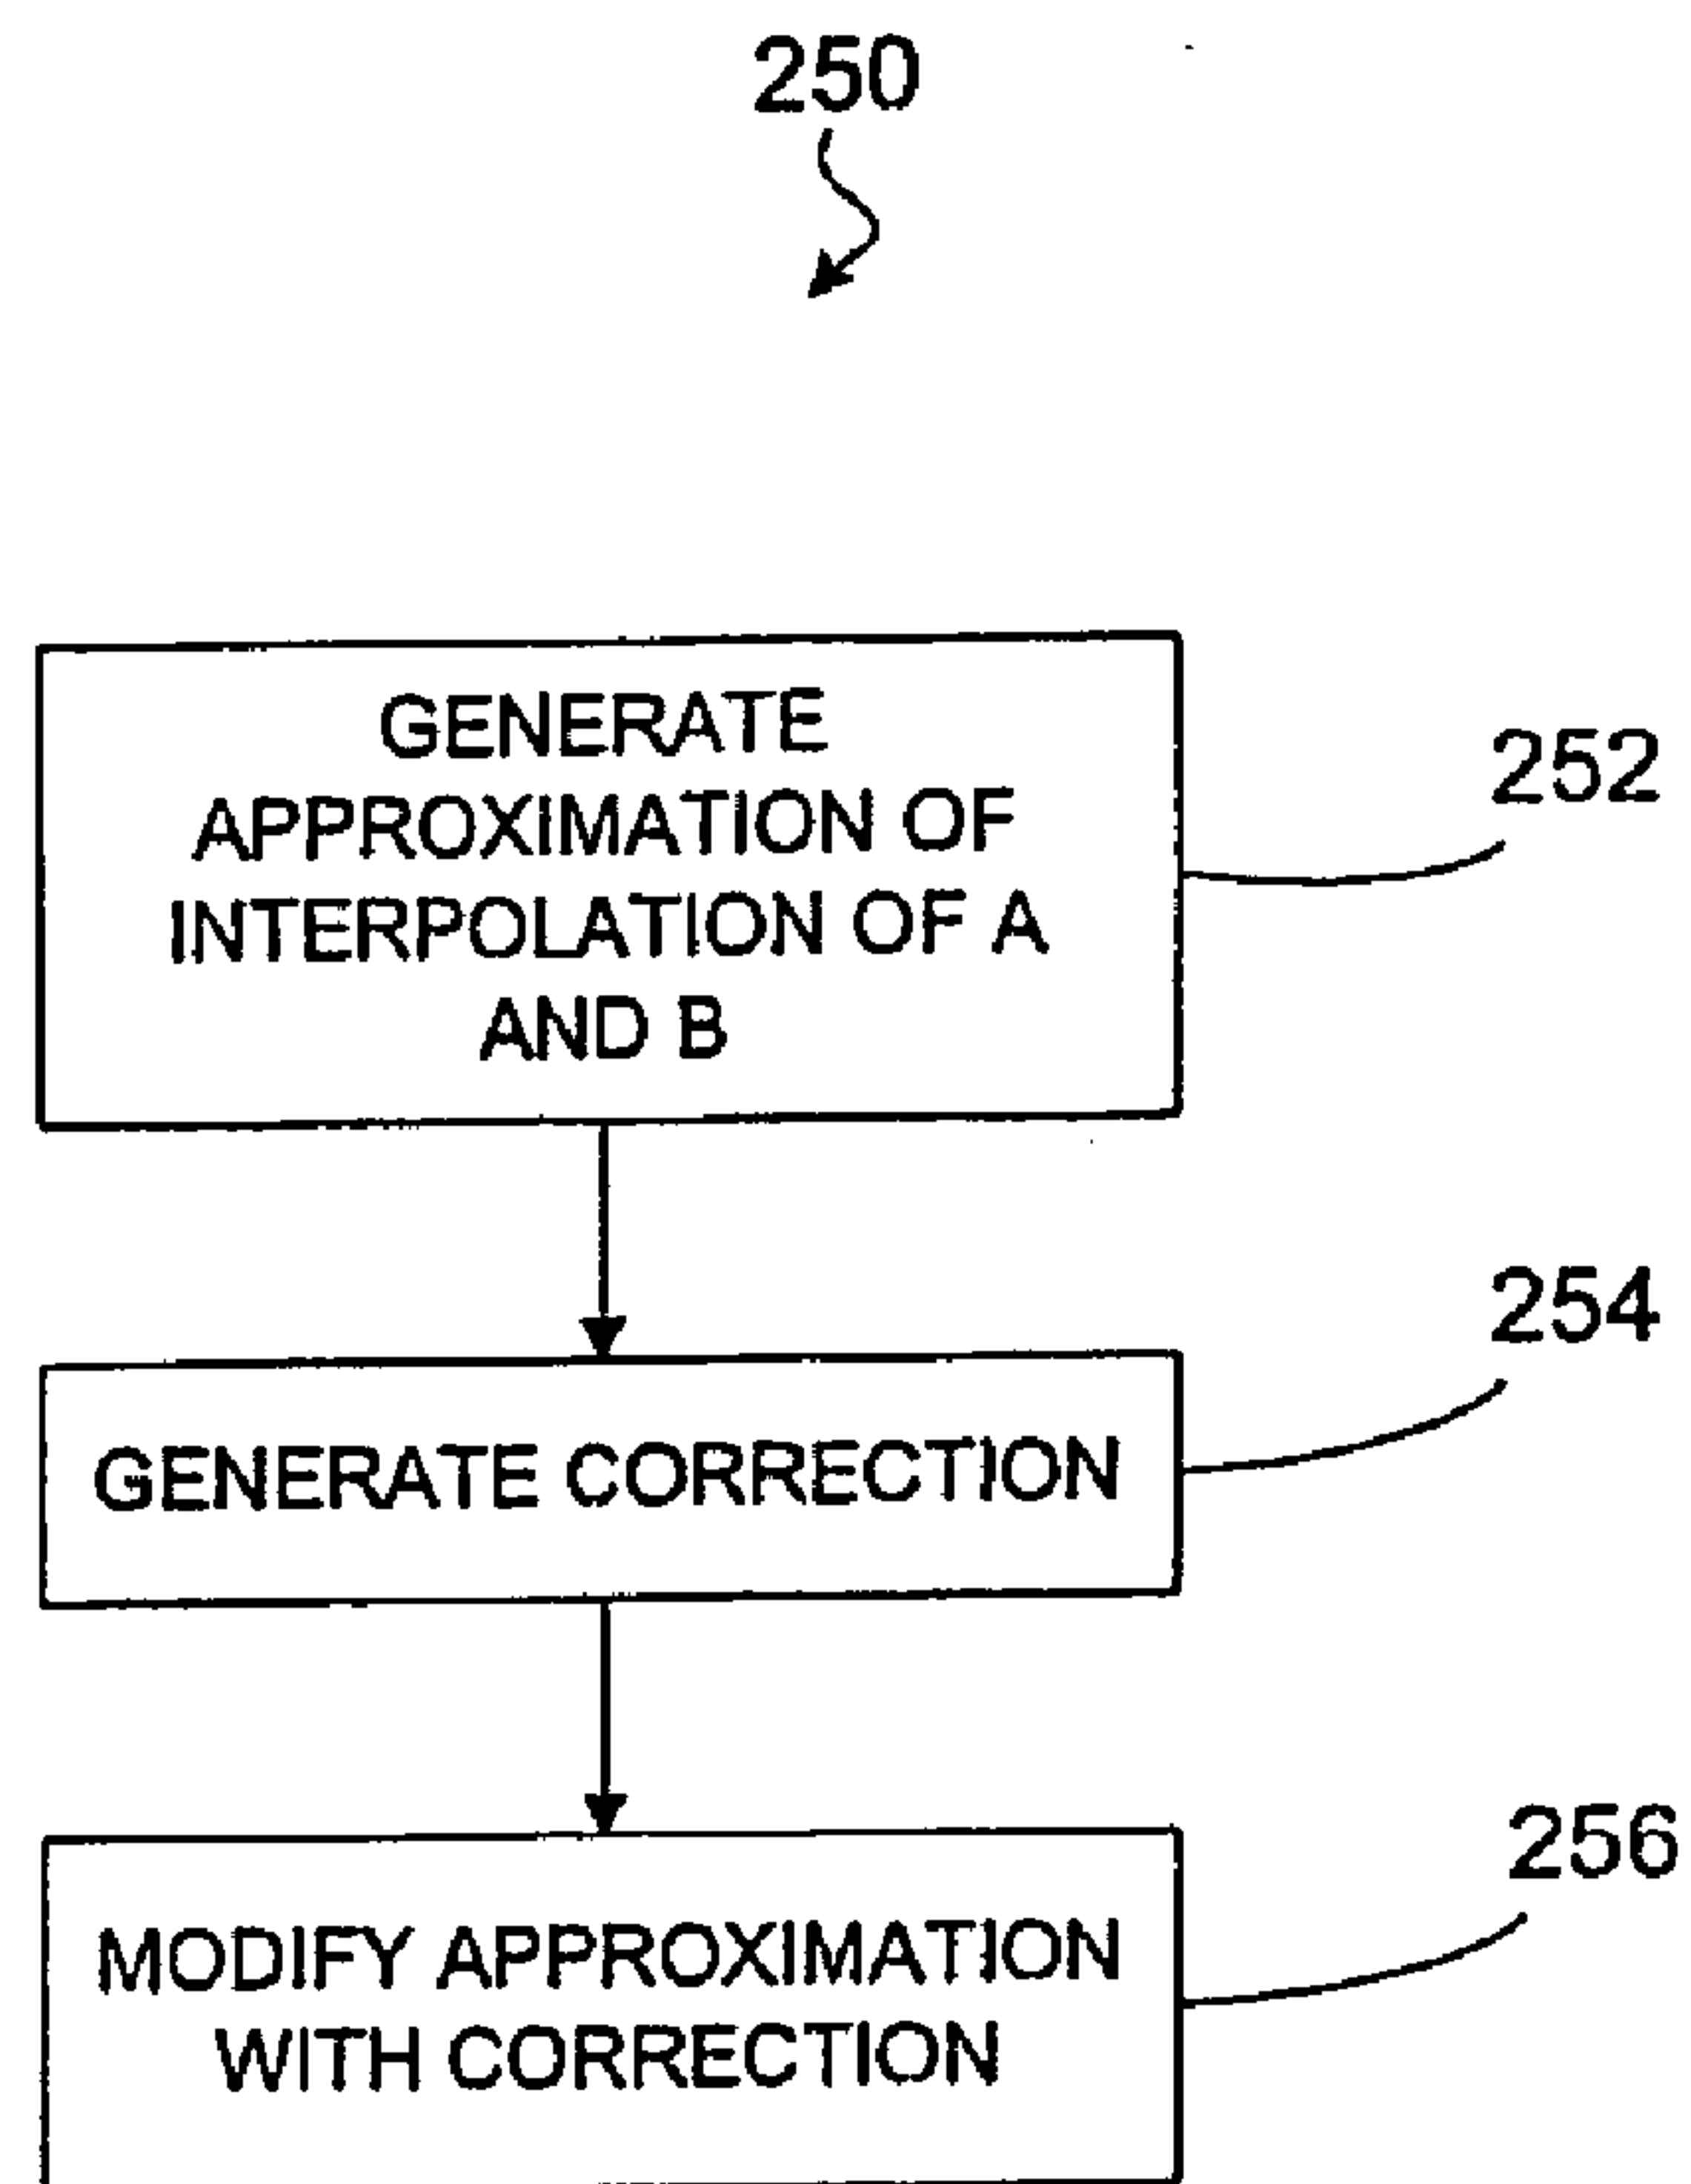 250
GENERATE
APPROXIMATION OF
INTERPOLATION OF A
AND B
252
254
GENERATE CORRECTION
256
MODIFY APPROXIMATION
WITH CORRECTION